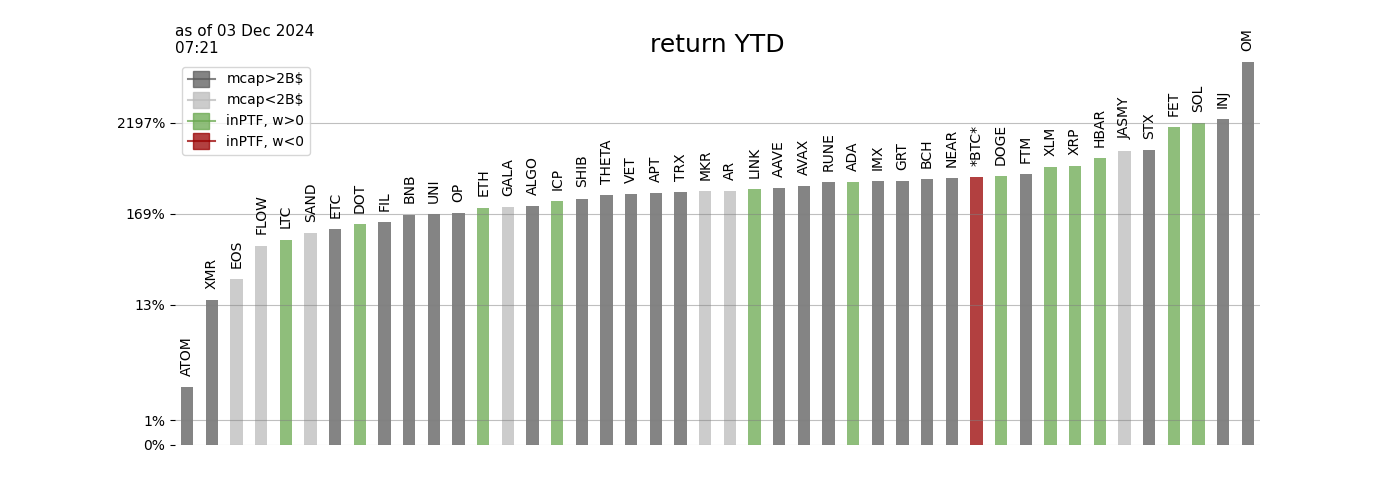 as of 03 Dec 2024
07:21
return YTD
mcap>2B$
mcap<2B$
inPTF, w>0
inPTF, w<0
2197%
169%
13%
1%
0%
ATOM
XMR
EOS
FLOW
LTC
SAND
ETC
DOT
FIL
BNB
UNI
OP
ETH
GALA
ALGO
ICP
SHIB
THETA
VET
APT
TRX
MKR
AR
LINK
AAVE
AVAX
RUNE
ADA
IMX
GRT
BCH
NEAR
*BTC*
DOGE
FTM
XLM
XRP
HBAR
JASMY
STX
FET
SOL
INJ
OM